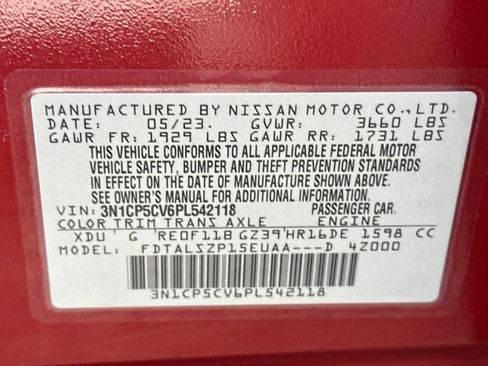 MANUFACTURED BY NISSAN MOTOR CO.,LTD.
DATE: 05/23. GVWR: 3660 LBS
GAWR FR: 1929 LBS GAWR RR: 1731 LBS
THIS VEHICLE CONFORMS TO ALL APPLICABLE FEDERAL MOTOR
VEHICLE SAFETY, BUMPER AND THEFT PREVENTION STANDARDS
IN EFFECT ON THE DATE OF MANUFACTURE SHOWN ABOVE.
SEE OWNER'S MANUAL FOR ADDITIONAL INFORMATION.
VIN: 3N1CP5CV6PL542118 PASSENGER CAR.
COLOR TRIM TRANS AXLE ENGINE
XDU G RE0F11B GZ39 HR16DE 1598 CC
MODEL: FDTALSZP15EUAA---D 4Z000
3N1CP5CV6PL542118